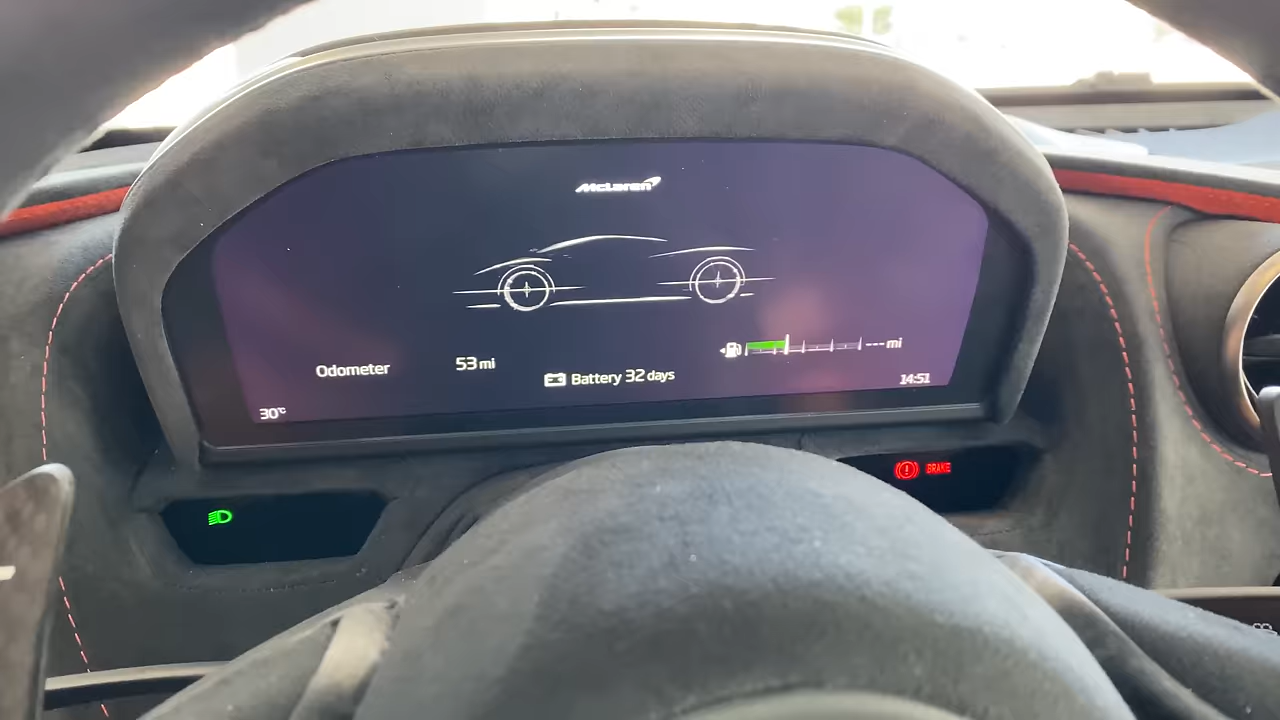 McLaren
--- mi
Odometer 53 mi
Battery 32 days
14:51
30°C
BRAKE